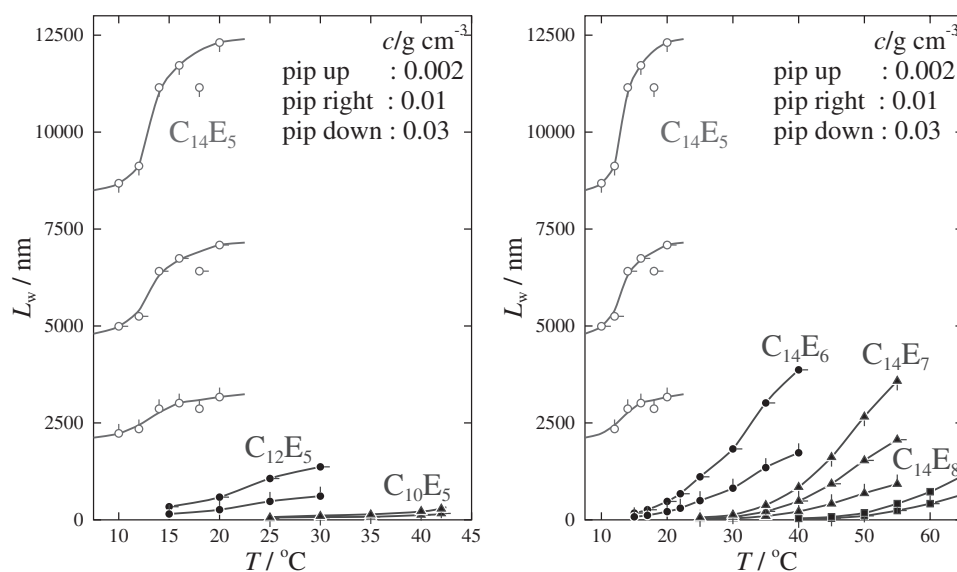 12500
10000
7500
5000
2500
0
L_w / nm
c/g cm⁻³
pip up : 0.002
pip right : 0.01
pip down : 0.03
C₁₄E₅
C₁₂E₅
C₁₀E₅
10 15 20 25 30 35 40 45
T / °C
12500
10000
7500
5000
2500
0
L_w / nm
c/g cm⁻³
pip up : 0.002
pip right : 0.01
pip down : 0.03
C₁₄E₅
C₁₄E₆
C₁₄E₇
C₁₄E₈
10 20 30 40 50 60
T / °C